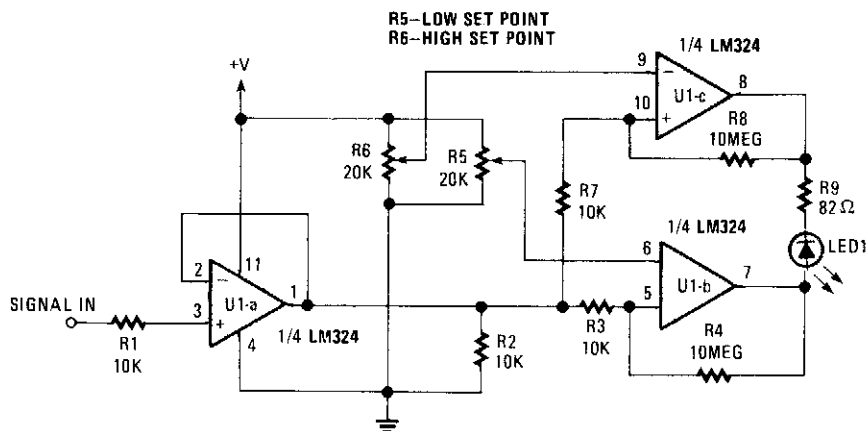 R5–LOW SET POINT
R6–HIGH SET POINT
1/4 LM324
+V
9
−
8
U1-c
10
+
R8
10MEG
R6
20K
R5
20K
R7
10K
R9
82Ω
1/4 LM324
LED1
6
−
7
U1-b
5
+
2
−
11
1
U1-a
3
+
4
SIGNAL IN
R1
10K
1/4 LM324
R2
10K
R3
10K
R4
10MEG